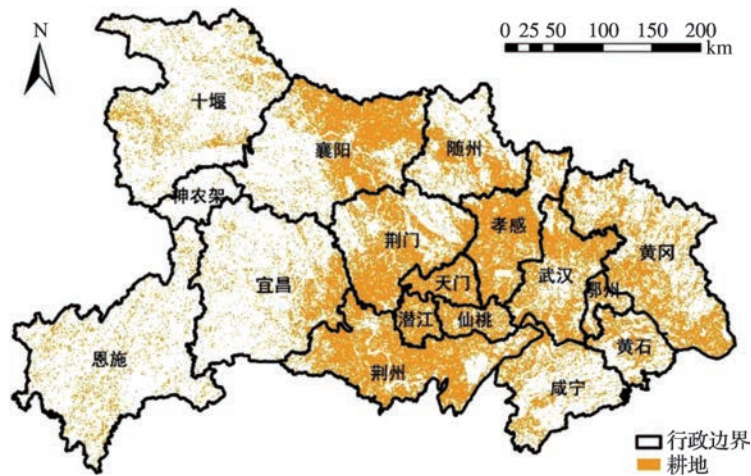 N
0 25 50 100 150 200
km
十堰
襄阳
随州
神农架
荆门
孝感
黄冈
宜昌
天门
武汉
鄂州
潜江
仙桃
恩施
荆州
黄石
咸宁
行政边界
耕地